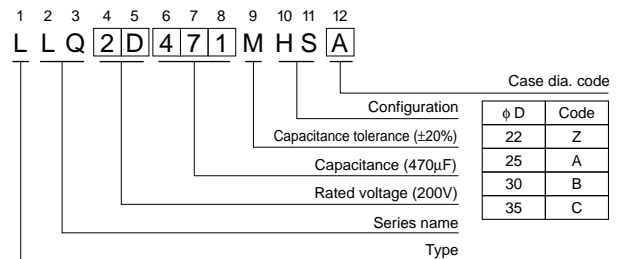 1 2 3 4 5 6 7 8 9 10 11 12
L L Q 2 D 4 7 1 M H S A
Case dia. code
Configuration
Capacitance tolerance (±20%)
Capacitance (470µF)
Rated voltage (200V)
Series name
Type
ϕ D Code
22 Z
25 A
30 B
35 C